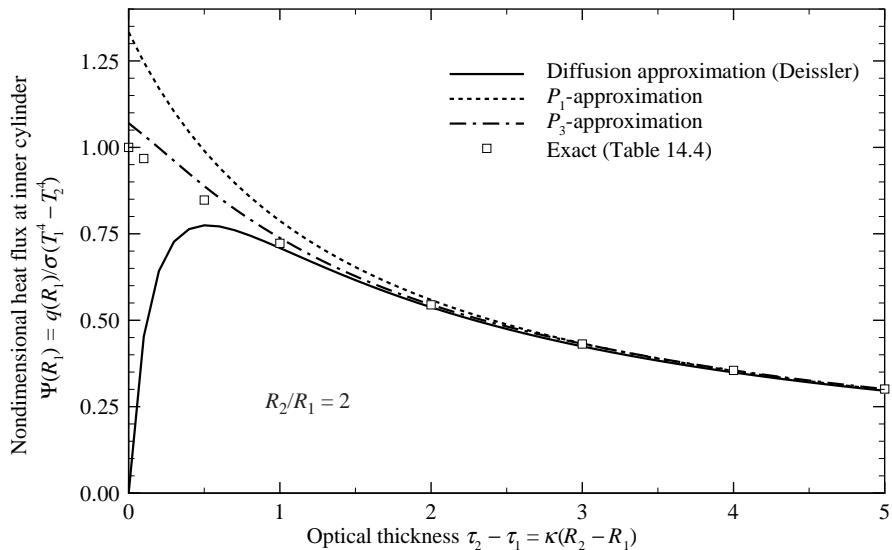 Nondimensional heat flux at inner cylinder
Ψ(R₁) = q(R₁)/σ(T₁⁴ − T₂⁴)
1.25
1.00
0.75
0.50
0.25
0.00
Diffusion approximation (Deissler)
P₁-approximation
P₃-approximation
Exact (Table 14.4)
R₂/R₁ = 2
0 1 2 3 4 5
Optical thickness τ₂ − τ₁ = κ(R₂ − R₁)